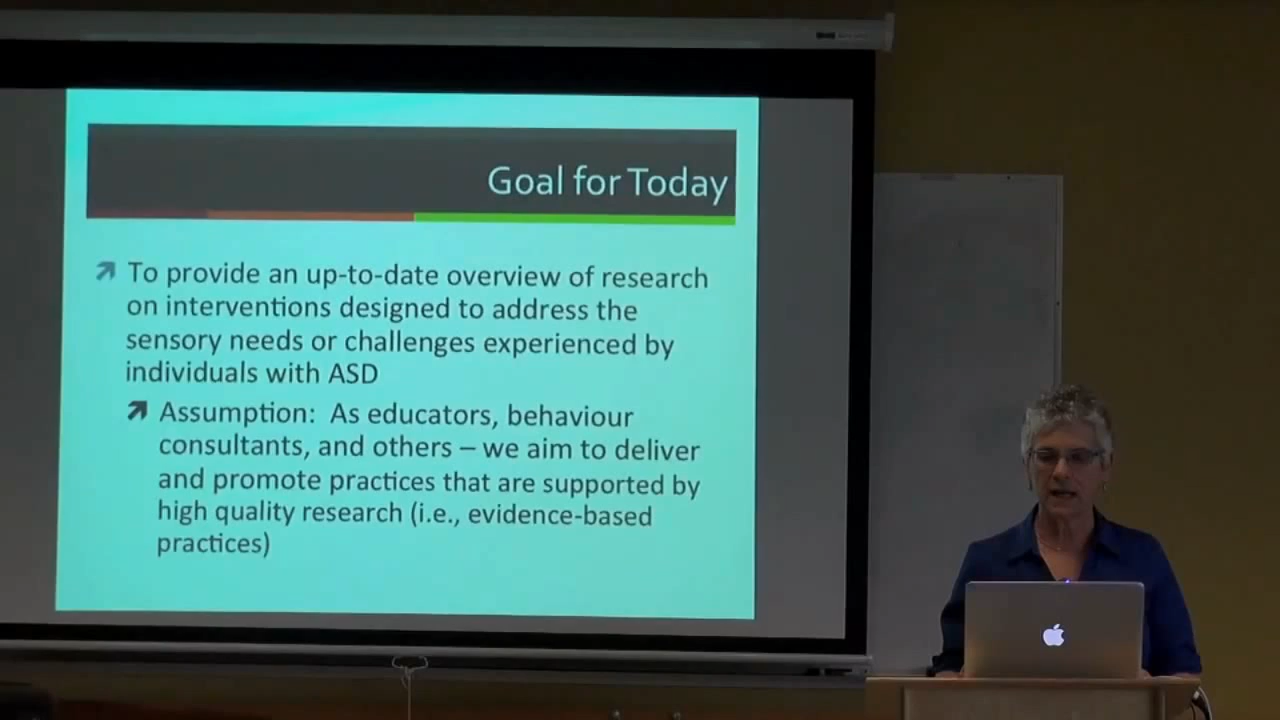 Goal for Today
To provide an up-to-date overview of research
on interventions designed to address the
sensory needs or challenges experienced by
individuals with ASD
Assumption: As educators, behaviour
consultants, and others – we aim to deliver
and promote practices that are supported by
high quality research (i.e., evidence-based
practices)